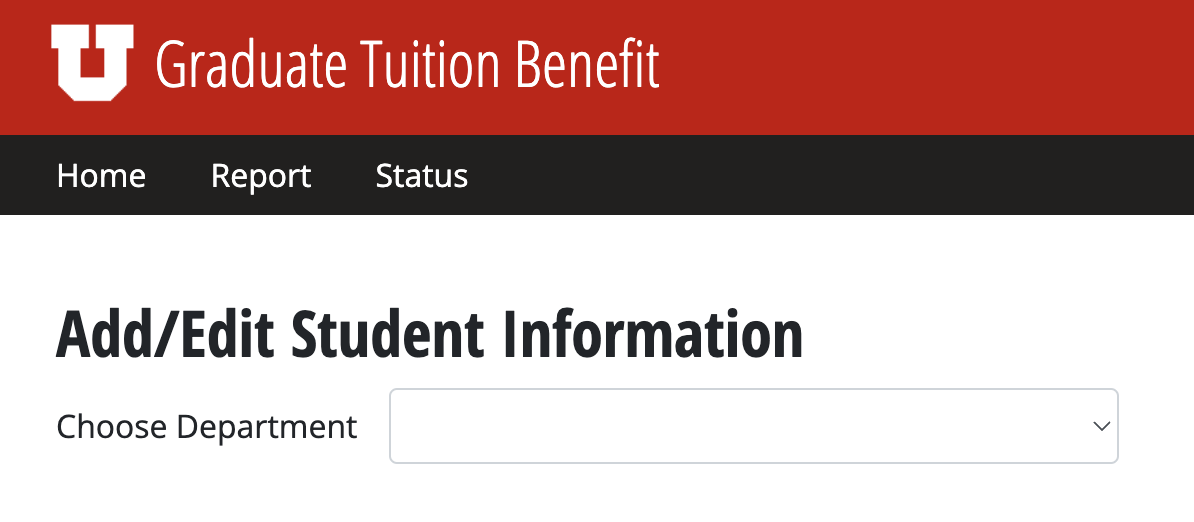 U Graduate Tuition Benefit
Home Report Status
Add/Edit Student Information
Choose Department